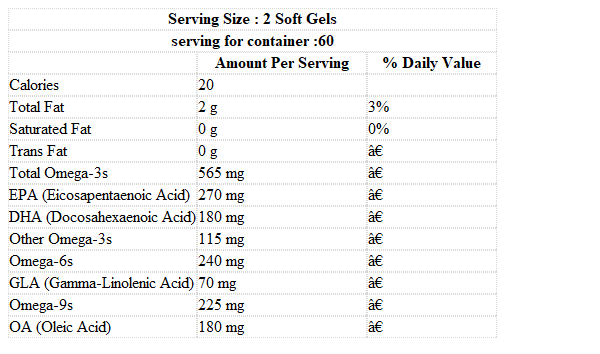 Serving Size : 2 Soft Gels
serving for container :60
Amount Per Serving % Daily Value
Calories 20
Total Fat 2 g 3%
Saturated Fat 0 g 0%
Trans Fat 0 g â€
Total Omega-3s 565 mg â€
EPA (Eicosapentaenoic Acid) 270 mg â€
DHA (Docosahexaenoic Acid) 180 mg â€
Other Omega-3s 115 mg â€
Omega-6s 240 mg â€
GLA (Gamma-Linolenic Acid) 70 mg â€
Omega-9s 225 mg â€
OA (Oleic Acid) 180 mg â€